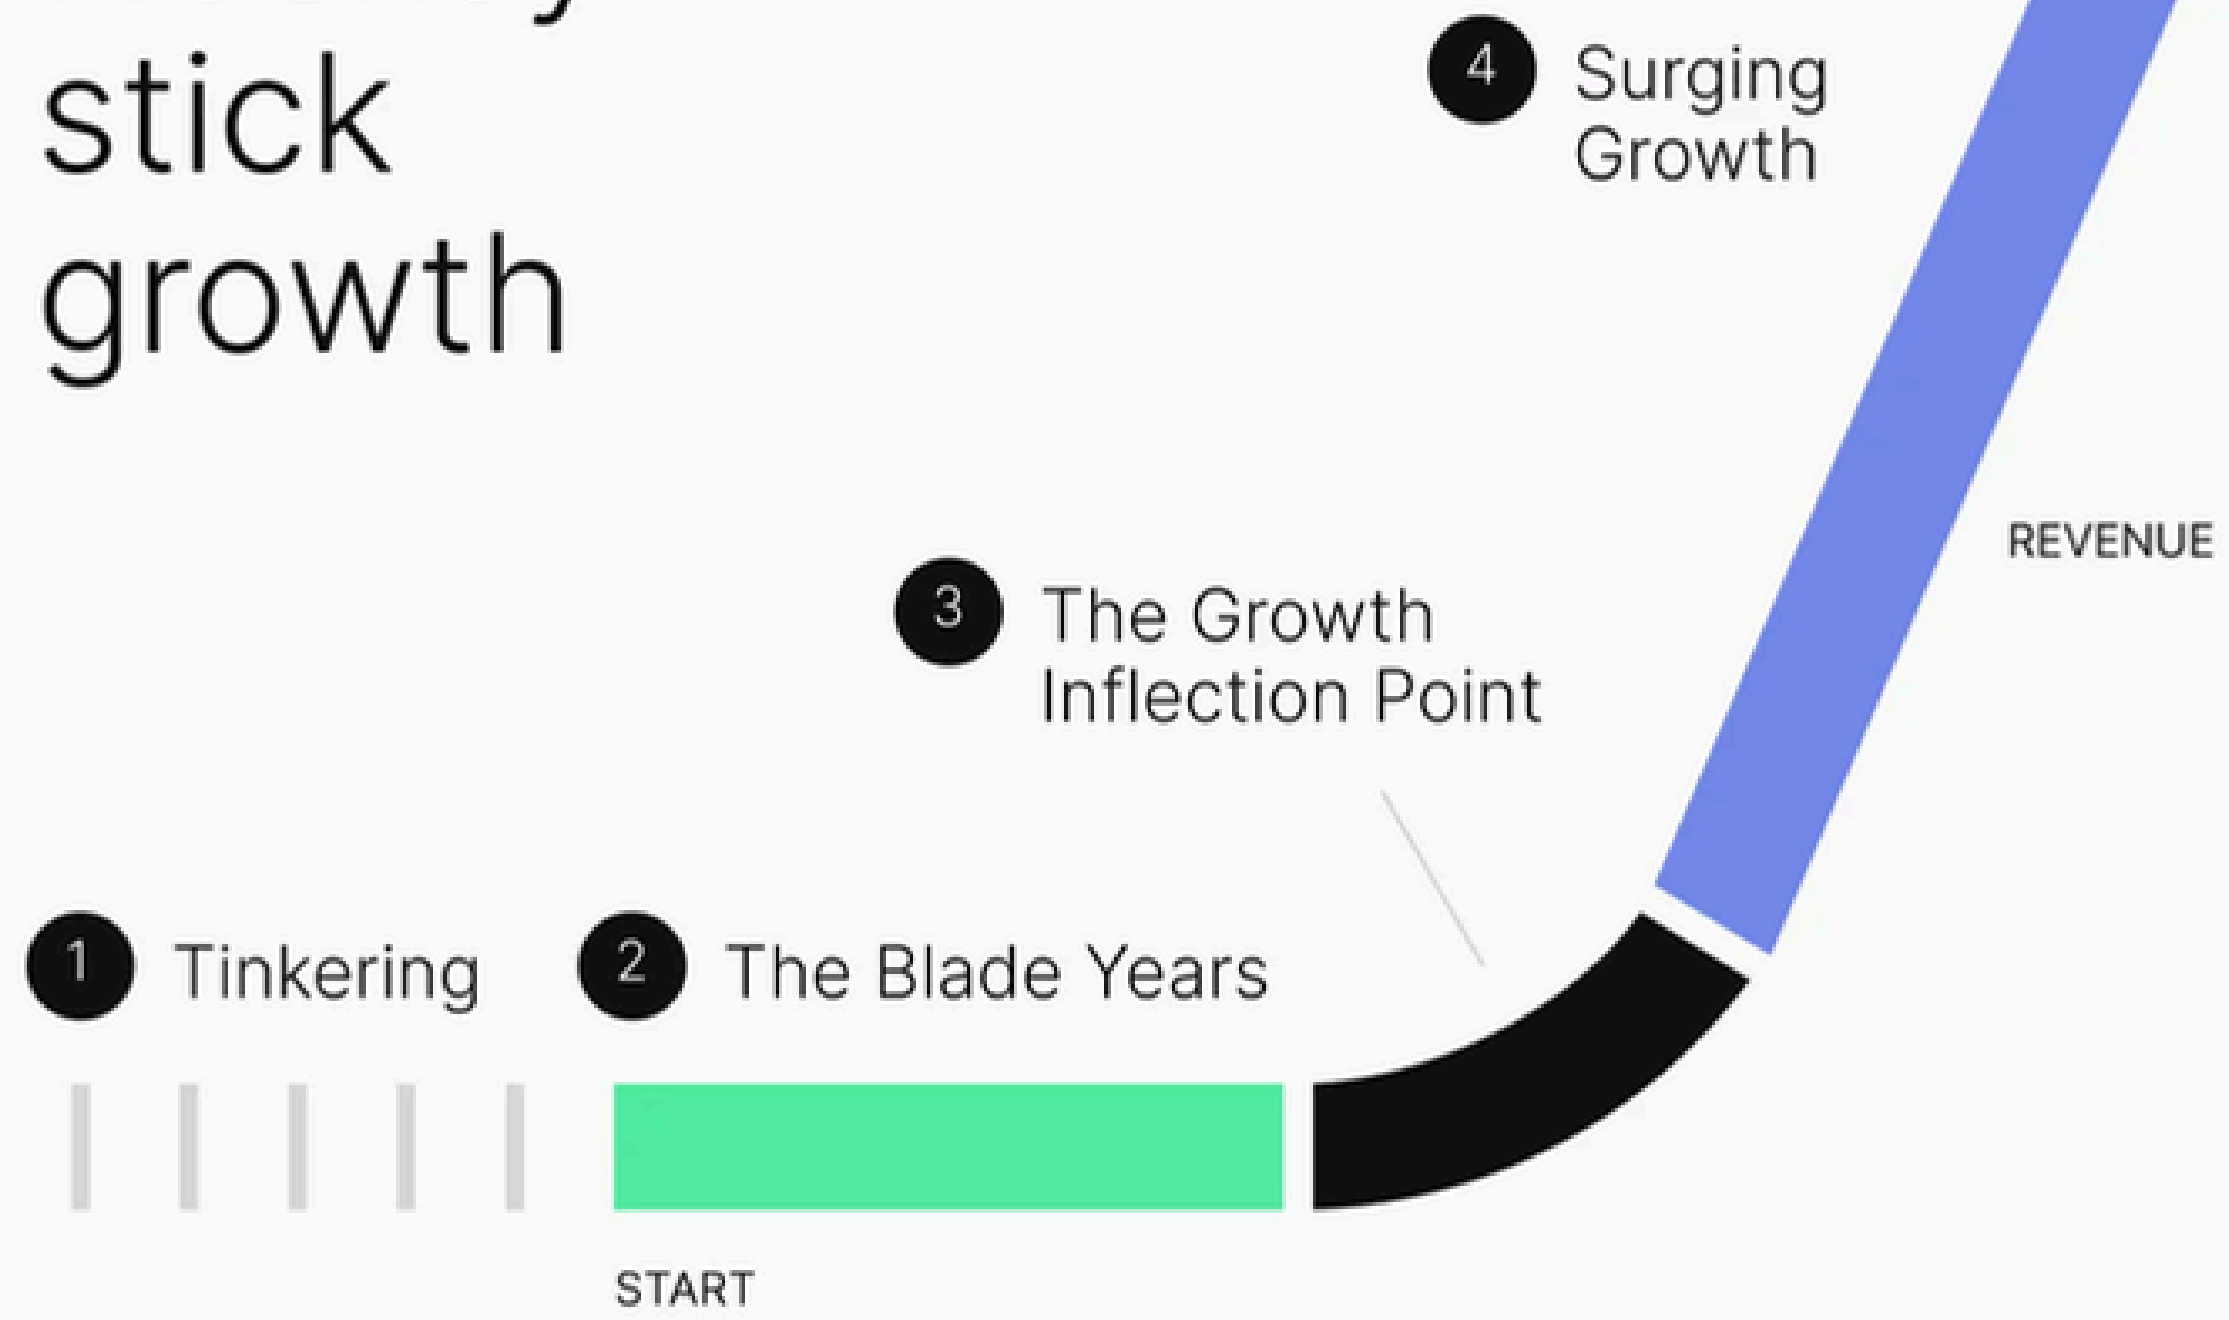 stick
growth
4
Surging
Growth
REVENUE
3
The Growth
Inflection Point
1
Tinkering
2
The Blade Years
START